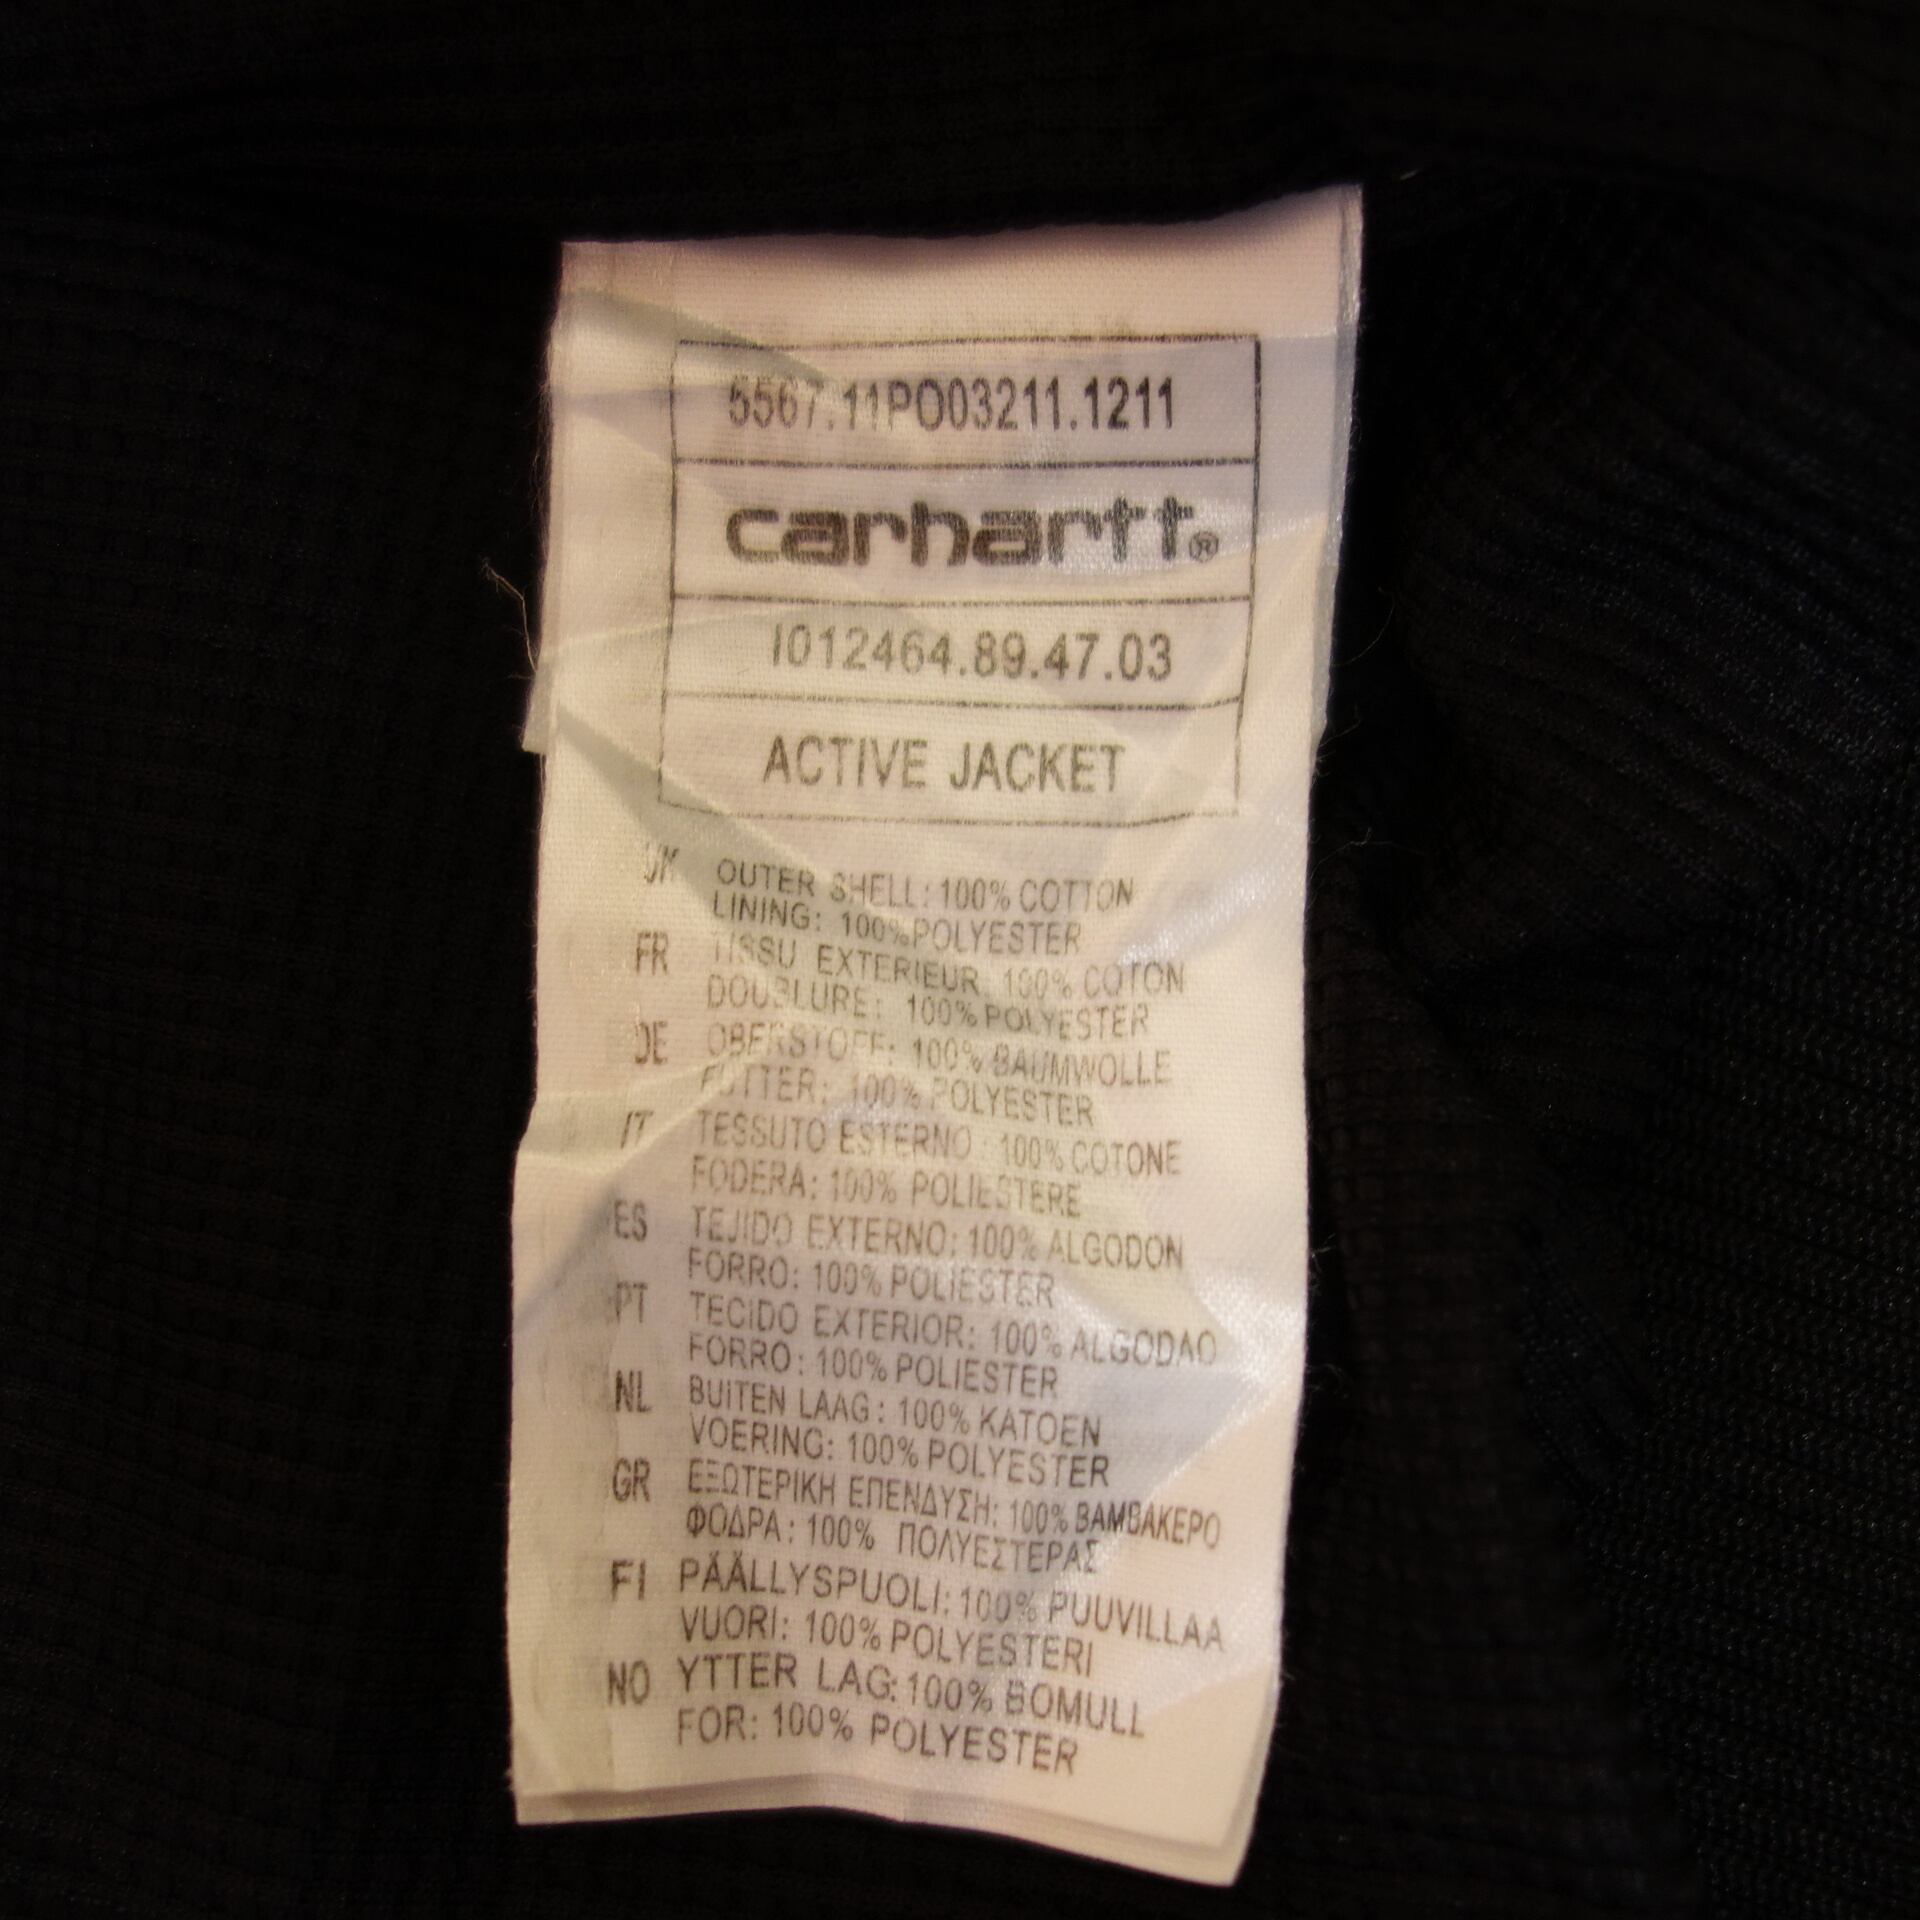 5567.11PO03211.1211
carhartt®
I012464.89.47.03
ACTIVE JACKET
UK OUTER SHELL: 100% COTTON
LINING: 100% POLYESTER
FR TISSU EXTERIEUR: 100% COTON
DOUBLURE: 100% POLYESTER
DE OBERSTOFF: 100% BAUMWOLLE
FUTTER: 100% POLYESTER
IT TESSUTO ESTERNO: 100% COTONE
FODERA: 100% POLIESTERE
ES TEJIDO EXTERNO: 100% ALGODON
FORRO: 100% POLIESTER
PT TECIDO EXTERIOR: 100% ALGODAO
FORRO: 100% POLIESTER
NL BUITEN LAAG: 100% KATOEN
VOERING: 100% POLYESTER
GR ΕΞΩΤΕΡΙΚΗ ΕΠΕΝΔΥΣΗ: 100% ΒΑΜΒΑΚΕΡΟ
ΦΟΔΡΑ: 100% ΠΟΛΥΕΣΤΕΡΑΣ
FI PÄÄLLYSPUOLI: 100% PUUVILLAA
VUORI: 100% POLYESTERI
NO YTTER LAG: 100% BOMULL
FOR: 100% POLYESTER